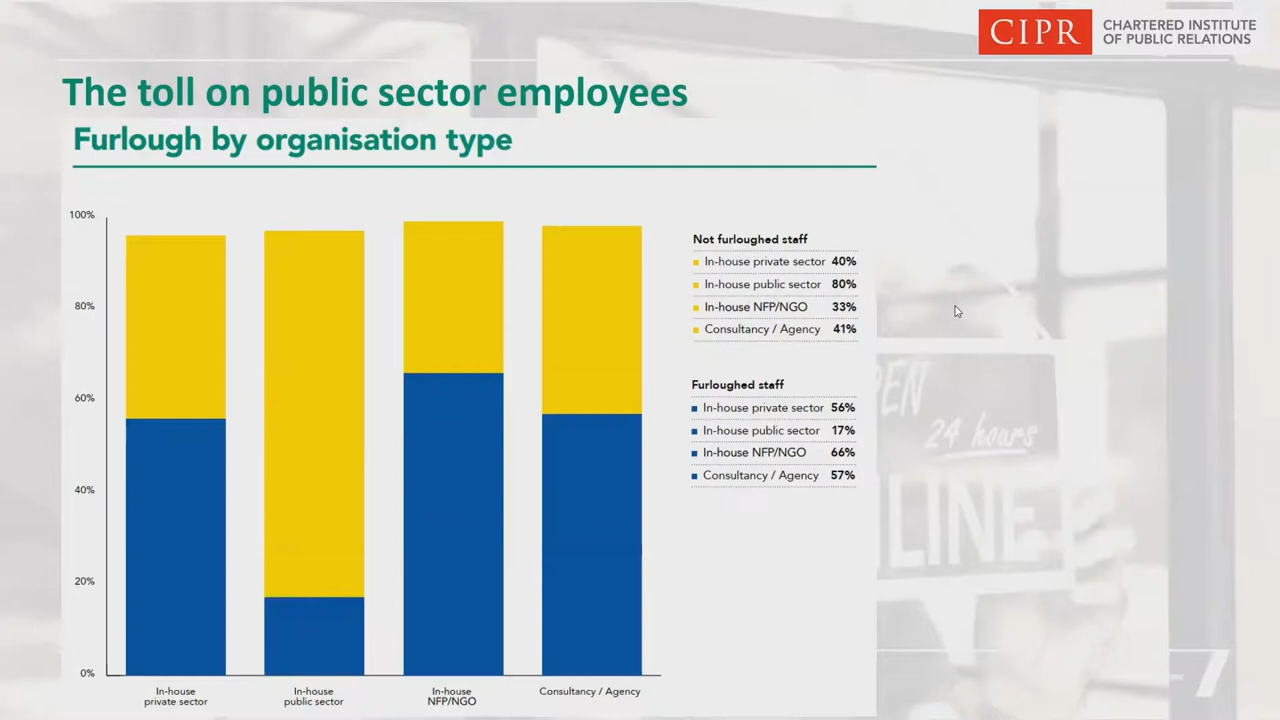 CIPR
CHARTERED INSTITUTE
OF PUBLIC RELATIONS
The toll on public sector employees
Furlough by organisation type
100%
80%
60%
40%
20%
0%
In-house
private sector
In-house
public sector
In-house
NFP/NGO
Consultancy / Agency
Not furloughed staff
In-house private sector 40%
In-house public sector 80%
In-house NFP/NGO 33%
Consultancy / Agency 41%
Furloughed staff
In-house private sector 56%
In-house public sector 17%
In-house NFP/NGO 66%
Consultancy / Agency 57%
EN
24 hours
LINE
7